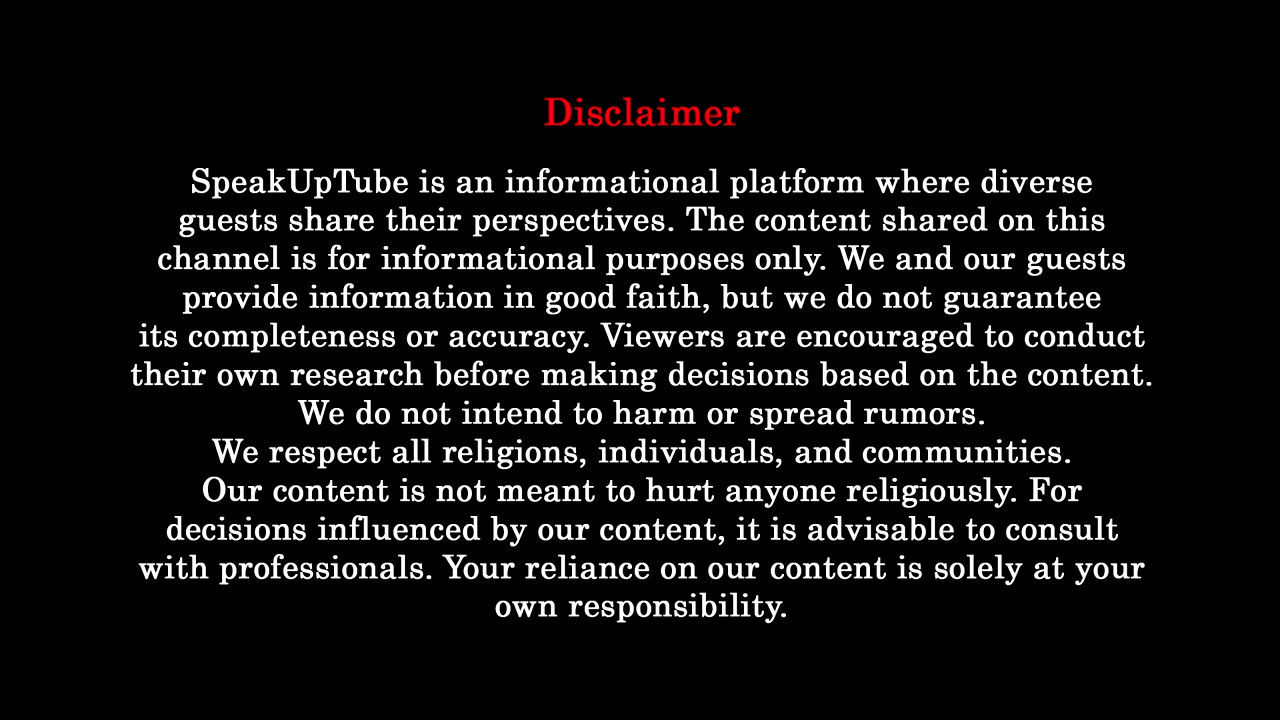 Disclaimer
SpeakUpTube is an informational platform where diverse
guests share their perspectives. The content shared on this
channel is for informational purposes only. We and our guests
provide information in good faith, but we do not guarantee
its completeness or accuracy. Viewers are encouraged to conduct
their own research before making decisions based on the content.
We do not intend to harm or spread rumors.
We respect all religions, individuals, and communities.
Our content is not meant to hurt anyone religiously. For
decisions influenced by our content, it is advisable to consult
with professionals. Your reliance on our content is solely at your
own responsibility.